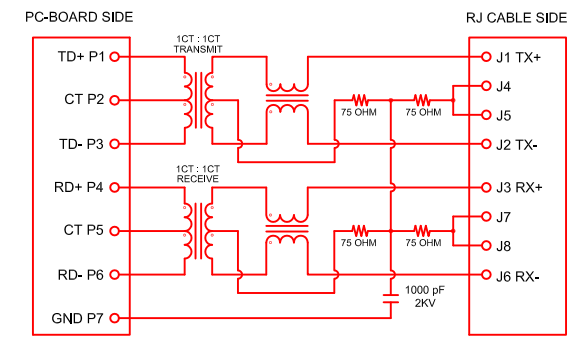 PC-BOARD SIDE
RJ CABLE SIDE
1CT : 1CT
TRANSMIT
TD+ P1
J1 TX+
J4
CT P2
75 OHM
75 OHM
J5
TD- P3
J2 TX-
1CT : 1CT
RECEIVE
RD+ P4
J3 RX+
J7
CT P5
75 OHM
75 OHM
J8
RD- P6
J6 RX-
1000 pF
2KV
GND P7